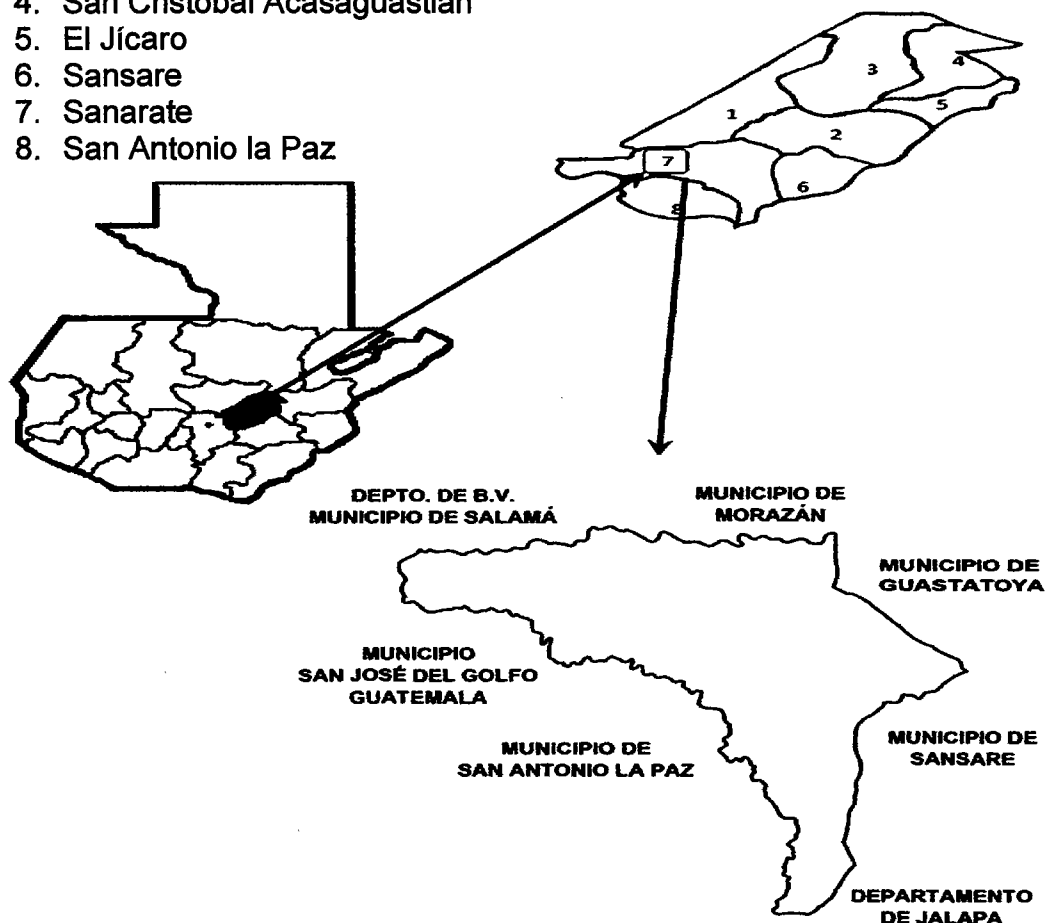 4. San Cristóbal Acasaguastlán
5. El Jícaro
6. Sansare
7. Sanarate
8. San Antonio la Paz
3
4
5
1
2
7
6
8
DEPTO. DE B.V.
MUNICIPIO DE SALAMÁ
MUNICIPIO DE
MORAZÁN
MUNICIPIO DE
GUASTATOYA
MUNICIPIO
SAN JOSÉ DEL GOLFO
GUATEMALA
MUNICIPIO DE
SAN ANTONIO LA PAZ
MUNICIPIO DE
SANSARE
DEPARTAMENTO
DE JALAPA